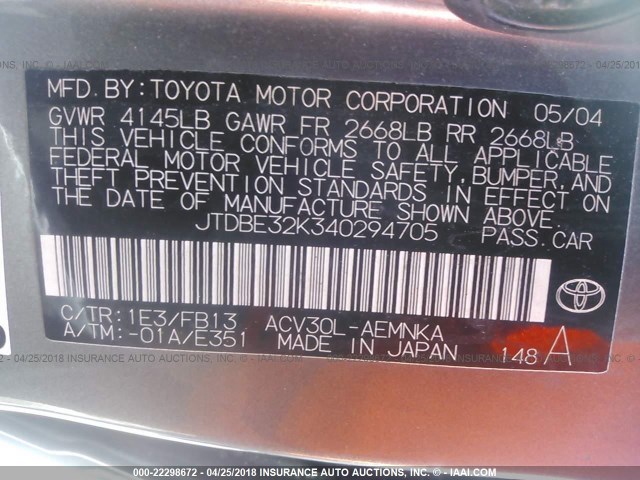 MFD. BY: TOYOTA MOTOR CORPORATION 05/04
GVWR 4145LB GAWR FR 2668LB RR 2668LB
THIS VEHICLE CONFORMS TO ALL APPLICABLE
FEDERAL MOTOR VEHICLE SAFETY, BUMPER, AND
THEFT PREVENTION STANDARDS IN EFFECT ON
THE DATE OF MANUFACTURE SHOWN ABOVE.
JTDBE32K340294705 PASS. CAR
C/TR: 1E3/FB13 ACV30L-AEMNKA
A/TM: -01A/E351 MADE IN JAPAN 148 A
000-22298672 - 04/25/2018 INSURANCE AUTO AUCTIONS, INC. © - IAAI.COM